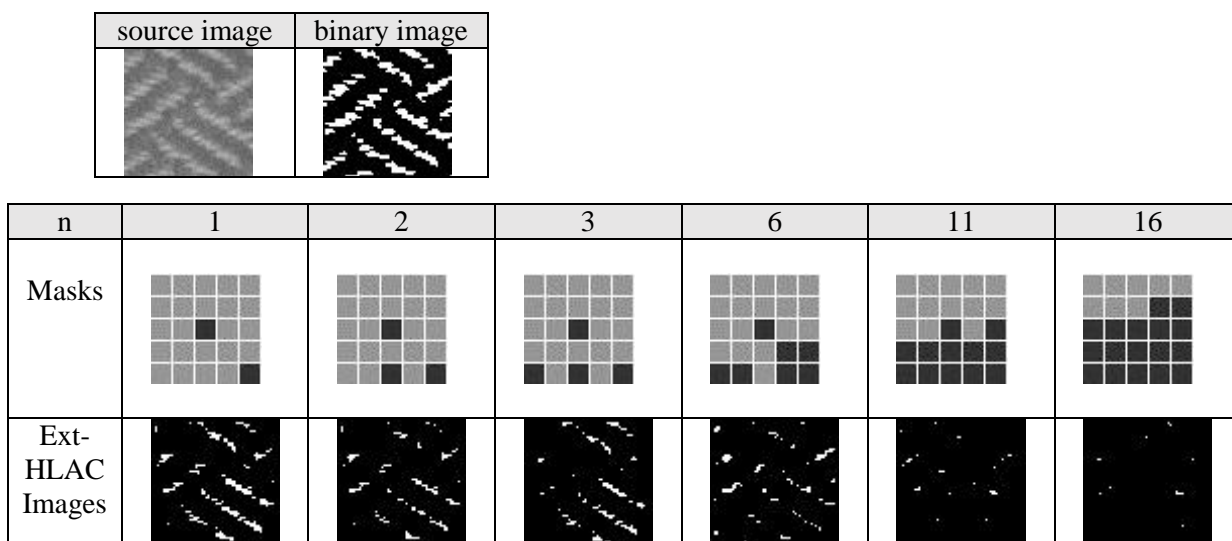 source image binary image
n 1 2 3 6 11 16
Masks
Ext-
HLAC
Images